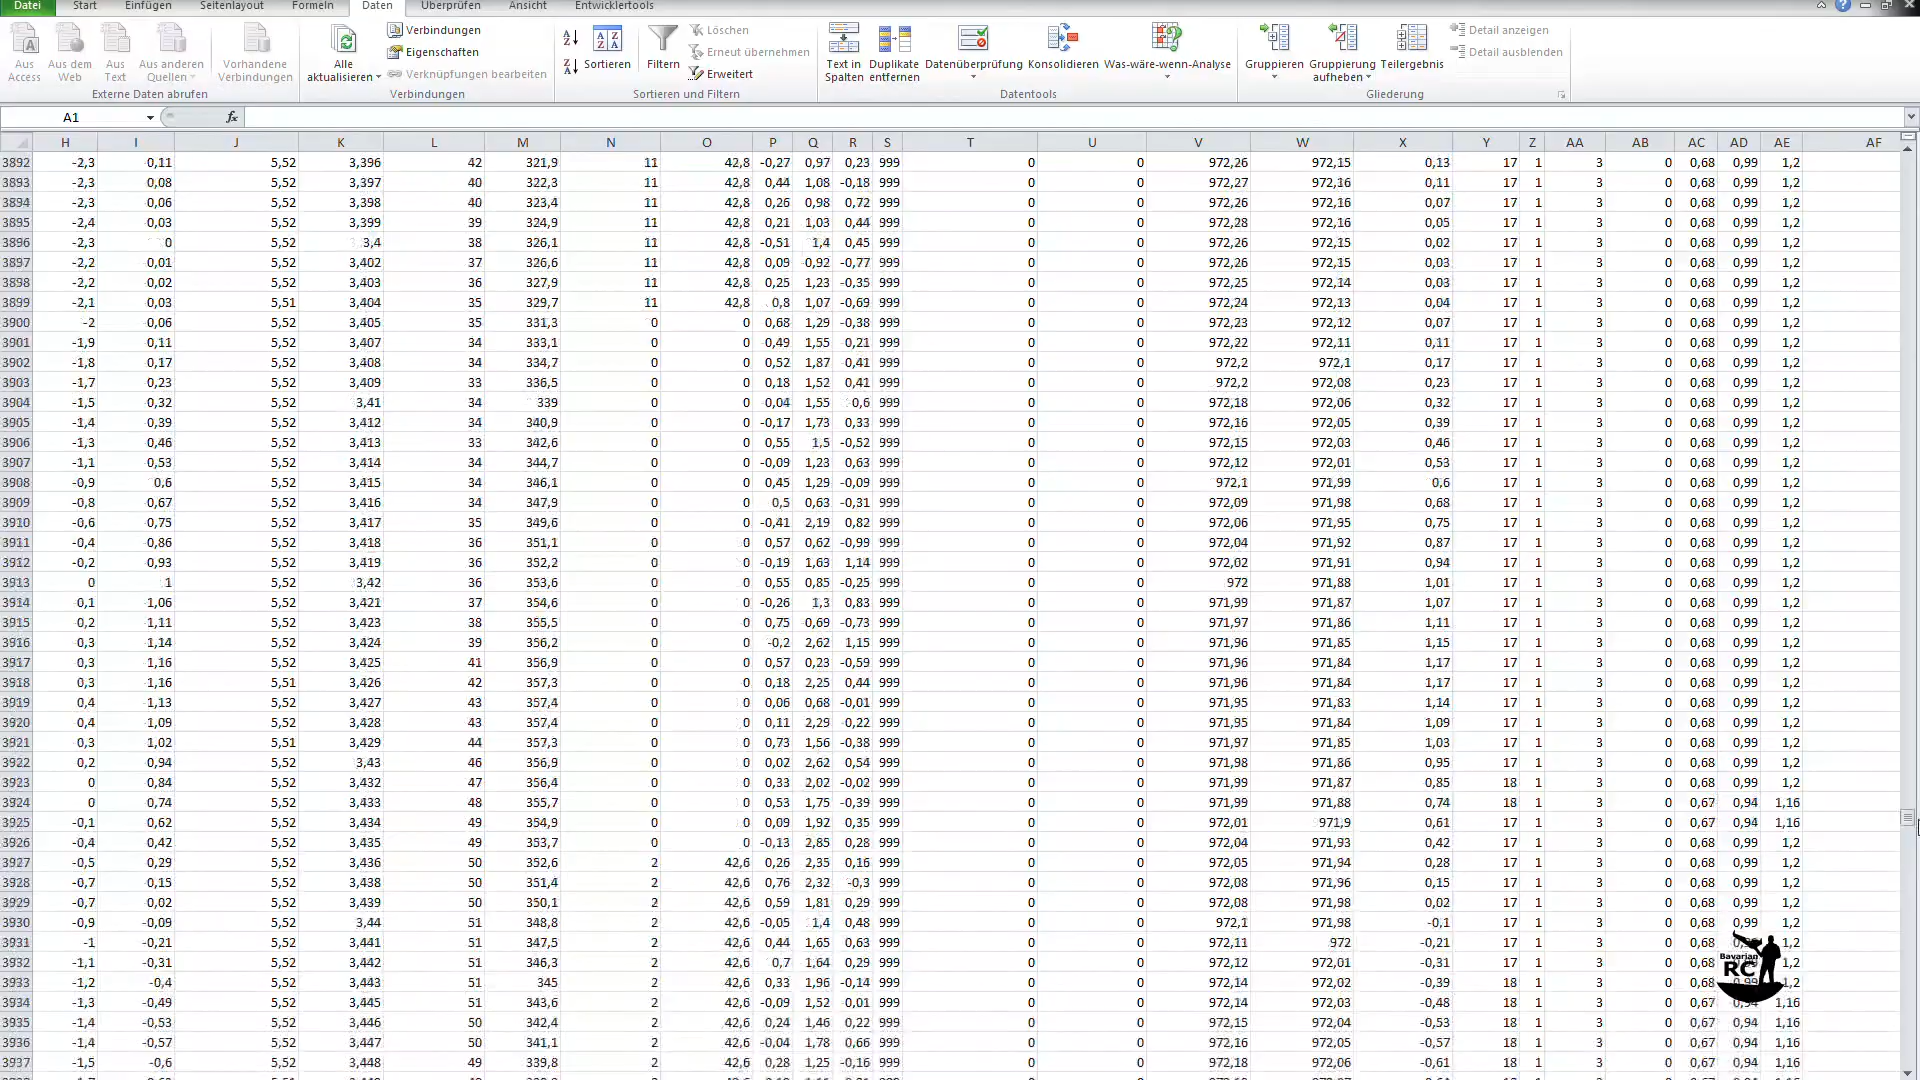 Datei Start Einfügen Seitenlayout Formeln Daten Überprüfen Ansicht Entwicklertools
Aus Access Aus dem Web Aus Text Aus anderen Quellen Vorhandene Verbindungen Alle aktualisieren Verbindungen Eigenschaften Verknüpfungen bearbeiten Sortieren Filtern Löschen Erneut übernehmen Erweitert Text in Spalten Duplikate entfernen Datenüberprüfung Konsolidieren Was-wäre-wenn-Analyse Gruppieren Gruppierung aufheben Teilergebnis Detail anzeigen Detail ausblenden
Externe Daten abrufen Verbindungen Sortieren und Filtern Datentools Gliederung
A1 fx
H I J K L M N O P Q R S T U V W X Y Z AA AB AC AD AE AF
3892 -2,3 0,11 5,52 3,396 42 321,9 11 42,8 -0,27 0,97 0,23 999 0 0 972,26 972,15 0,13 17 1 3 0 0,68 0,99 1,2
3893 -2,3 0,08 5,52 3,397 40 322,3 11 42,8 0,44 1,08 -0,18 999 0 0 972,27 972,16 0,11 17 1 3 0 0,68 0,99 1,2
3894 -2,3 0,06 5,52 3,398 40 323,4 11 42,8 0,26 0,98 0,72 999 0 0 972,26 972,16 0,07 17 1 3 0 0,68 0,99 1,2
3895 -2,4 0,03 5,52 3,399 39 324,9 11 42,8 0,21 1,03 0,44 999 0 0 972,28 972,16 0,05 17 1 3 0 0,68 0,99 1,2
3896 -2,3 0 5,52 3,4 38 326,1 11 42,8 -0,51 1,4 0,45 999 0 0 972,26 972,15 0,02 17 1 3 0 0,68 0,99 1,2
3897 -2,2 0,01 5,52 3,402 37 326,6 11 42,8 0,09 0,92 -0,77 999 0 0 972,26 972,15 0,03 17 1 3 0 0,68 0,99 1,2
3898 -2,2 0,02 5,52 3,403 36 327,9 11 42,8 0,25 1,23 -0,35 999 0 0 972,25 972,14 0,03 17 1 3 0 0,68 0,99 1,2
3899 -2,1 0,03 5,51 3,404 35 329,7 11 42,8 0,8 1,07 -0,69 999 0 0 972,24 972,13 0,04 17 1 3 0 0,68 0,99 1,2
3900 -2 0,06 5,52 3,405 35 331,3 0 0 0,68 1,29 -0,38 999 0 0 972,23 972,12 0,07 17 1 3 0 0,68 0,99 1,2
3901 -1,9 0,11 5,52 3,407 34 333,1 0 0 0,49 1,55 0,21 999 0 0 972,22 972,11 0,11 17 1 3 0 0,68 0,99 1,2
3902 -1,8 0,17 5,52 3,408 34 334,7 0 0 0,52 1,87 -0,41 999 0 0 972,2 972,1 0,17 17 1 3 0 0,68 0,99 1,2
3903 -1,7 0,23 5,52 3,409 33 336,5 0 0 0,18 1,52 0,41 999 0 0 972,2 972,08 0,23 17 1 3 0 0,68 0,99 1,2
3904 -1,5 0,32 5,52 3,41 34 339 0 0 0,04 1,55 -0,6 999 0 0 972,18 972,06 0,32 17 1 3 0 0,68 0,99 1,2
3905 -1,4 0,39 5,52 3,412 34 340,9 0 0 -0,17 1,73 0,33 999 0 0 972,16 972,05 0,39 17 1 3 0 0,68 0,99 1,2
3906 -1,3 0,46 5,52 3,413 33 342,6 0 0 0,55 1,5 -0,52 999 0 0 972,15 972,03 0,46 17 1 3 0 0,68 0,99 1,2
3907 -1,1 0,53 5,52 3,414 34 344,7 0 0 -0,09 1,23 0,63 999 0 0 972,12 972,01 0,53 17 1 3 0 0,68 0,99 1,2
3908 -0,9 0,6 5,52 3,415 34 346,1 0 0 0,45 1,29 -0,09 999 0 0 972,1 971,99 0,6 17 1 3 0 0,68 0,99 1,2
3909 -0,8 0,67 5,52 3,416 34 347,9 0 0 0,5 0,63 -0,31 999 0 0 972,09 971,98 0,68 17 1 3 0 0,68 0,99 1,2
3910 -0,6 0,75 5,52 3,417 35 349,6 0 0 -0,41 2,19 0,82 999 0 0 972,06 971,95 0,75 17 1 3 0 0,68 0,99 1,2
3911 -0,4 0,86 5,52 3,418 36 351,1 0 0 0,57 0,62 -0,99 999 0 0 972,04 971,92 0,87 17 1 3 0 0,68 0,99 1,2
3912 -0,2 0,93 5,52 3,419 36 352,2 0 0 -0,19 1,63 1,14 999 0 0 972,02 971,91 0,94 17 1 3 0 0,68 0,99 1,2
3913 0 1 5,52 3,42 36 353,6 0 0 0,55 0,85 -0,25 999 0 0 972 971,88 1,01 17 1 3 0 0,68 0,99 1,2
3914 0,1 1,06 5,52 3,421 37 354,6 0 0 -0,26 1,3 0,83 999 0 0 971,99 971,87 1,07 17 1 3 0 0,68 0,99 1,2
3915 0,2 1,11 5,52 3,423 38 355,5 0 0 0,75 0,69 -0,73 999 0 0 971,97 971,86 1,11 17 1 3 0 0,68 0,99 1,2
3916 0,3 1,14 5,52 3,424 39 356,2 0 0 -0,2 2,62 1,15 999 0 0 971,96 971,85 1,15 17 1 3 0 0,68 0,99 1,2
3917 0,3 1,16 5,52 3,425 41 356,9 0 0 0,57 0,23 -0,59 999 0 0 971,96 971,84 1,17 17 1 3 0 0,68 0,99 1,2
3918 0,3 1,16 5,51 3,426 42 357,3 0 0 0,18 2,25 0,44 999 0 0 971,96 971,84 1,17 17 1 3 0 0,68 0,99 1,2
3919 0,4 1,13 5,52 3,427 43 357,4 0 0 0,06 0,68 -0,01 999 0 0 971,95 971,83 1,14 17 1 3 0 0,68 0,99 1,2
3920 0,4 1,09 5,52 3,428 43 357,4 0 0 0,11 2,29 -0,22 999 0 0 971,95 971,84 1,09 17 1 3 0 0,68 0,99 1,2
3921 0,3 1,02 5,51 3,429 44 357,3 0 0 0,73 1,56 -0,38 999 0 0 971,97 971,85 1,03 17 1 3 0 0,68 0,99 1,2
3922 0,2 0,94 5,52 3,43 46 356,9 0 0 0,02 2,62 0,54 999 0 0 971,98 971,86 0,95 17 1 3 0 0,68 0,99 1,2
3923 0 0,84 5,52 3,432 47 356,4 0 0 0,33 2,02 -0,02 999 0 0 971,99 971,87 0,85 18 1 3 0 0,68 0,99 1,2
3924 0 0,74 5,52 3,433 48 355,7 0 0 0,53 1,75 -0,39 999 0 0 971,99 971,88 0,74 18 1 3 0 0,67 0,94 1,16
3925 -0,1 0,62 5,52 3,434 49 354,9 0 0 0,09 1,92 0,35 999 0 0 972,01 971,9 0,61 18 1 3 0 0,67 0,94 1,16
3926 -0,4 0,42 5,52 3,435 49 353,7 0 0 -0,13 2,85 0,28 999 0 0 972,04 971,93 0,42 17 1 3 0 0,68 0,99 1,2
3927 -0,5 0,29 5,52 3,436 50 352,6 2 42,6 0,26 2,35 0,16 999 0 0 972,05 971,94 0,28 17 1 3 0 0,68 0,99 1,2
3928 -0,7 0,15 5,52 3,438 50 351,4 2 42,6 0,76 2,32 -0,3 999 0 0 972,08 971,96 0,15 17 1 3 0 0,68 0,99 1,2
3929 -0,7 0,02 5,52 3,439 50 350,1 2 42,6 0,59 1,81 0,29 999 0 0 972,08 971,98 0,02 17 1 3 0 0,68 0,99 1,2
3930 -0,9 -0,09 5,52 3,44 51 348,8 2 42,6 -0,05 1,4 0,48 999 0 0 972,1 971,98 -0,1 17 1 3 0 0,68 0,99 1,2
3931 -1 -0,21 5,52 3,441 51 347,5 2 42,6 0,44 1,65 0,63 999 0 0 972,11 972 -0,21 17 1 3 0 0,68 1,2
3932 -1,1 -0,31 5,52 3,442 51 346,3 2 42,6 0,7 1,64 0,29 999 0 0 972,12 972,01 -0,31 17 1 3 0 0,68 1,2
3933 -1,2 -0,4 5,52 3,443 51 345 2 42,6 0,33 1,96 -0,14 999 0 0 972,14 972,02 -0,39 18 1 3 0 0,68 1,2
3934 -1,3 -0,49 5,52 3,445 51 343,6 2 42,6 -0,09 1,52 -0,01 999 0 0 972,14 972,03 -0,48 18 1 3 0 0,67 0,94 1,16
3935 -1,4 -0,53 5,52 3,446 50 342,4 2 42,6 0,24 1,46 0,22 999 0 0 972,15 972,04 -0,53 18 1 3 0 0,67 0,94 1,16
3936 -1,4 -0,57 5,52 3,447 50 341,1 2 42,6 -0,04 1,78 0,66 999 0 0 972,16 972,05 -0,57 18 1 3 0 0,67 0,94 1,16
3937 -1,5 -0,6 5,52 3,448 49 339,8 2 42,6 0,28 1,25 -0,16 999 0 0 972,18 972,06 -0,61 18 1 3 0 0,67 0,94 1,16
Bavarian
RC